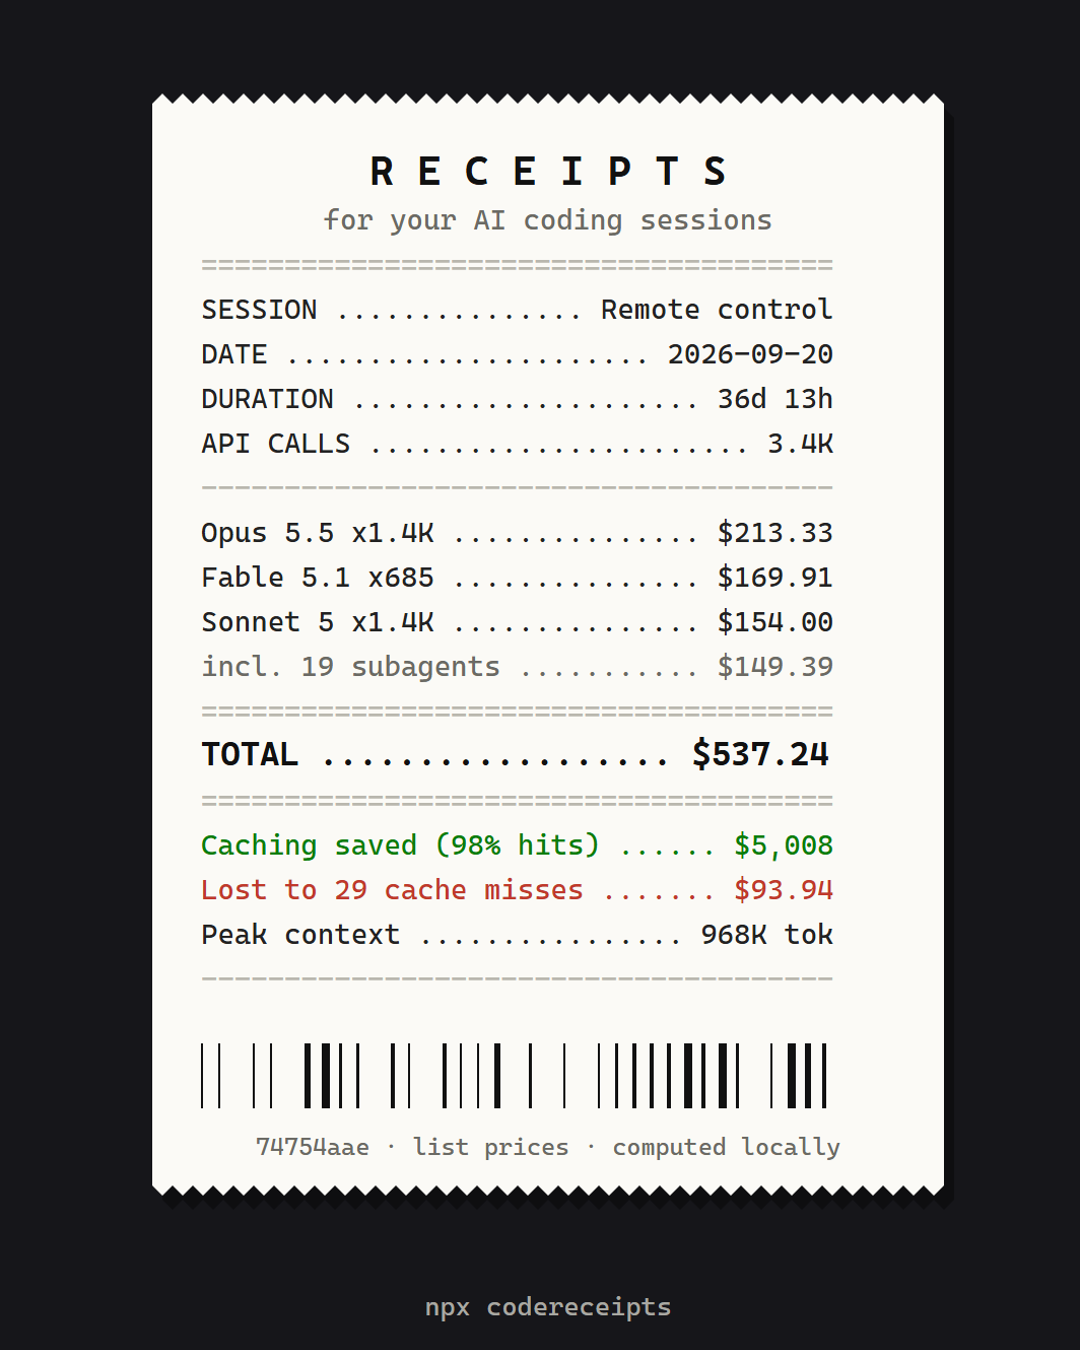 RECEIPTS
for your AI coding sessions
======================================
SESSION ............... Remote control
DATE ...................... 2026-09-20
DURATION ..................... 36d 13h
API CALLS ....................... 3.4K
--------------------------------------
Opus 5.5 x1.4K ............... $213.33
Fable 5.1 x685 ............... $169.91
Sonnet 5 x1.4K ............... $154.00
incl. 19 subagents ........... $149.39
======================================
TOTAL .................. $537.24
======================================
Caching saved (98% hits) ...... $5,008
Lost to 29 cache misses ....... $93.94
Peak context ................ 968K tok
--------------------------------------
74754aae · list prices · computed locally
npx codereceipts